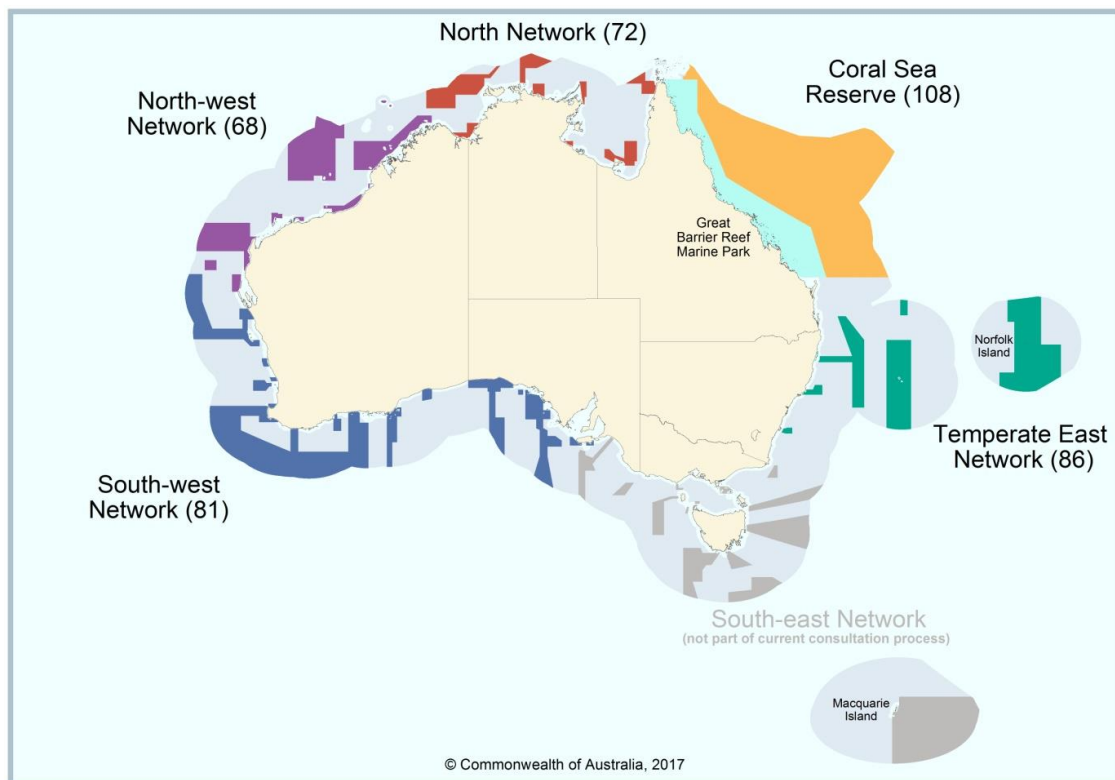 North Network (72)
Coral Sea
Reserve (108)
North-west
Network (68)
Great
Barrier Reef
Marine Park
Norfolk
Island
Temperate East
Network (86)
South-west
Network (81)
South-east Network
(not part of current consultation process)
Macquarie
Island
© Commonwealth of Australia, 2017